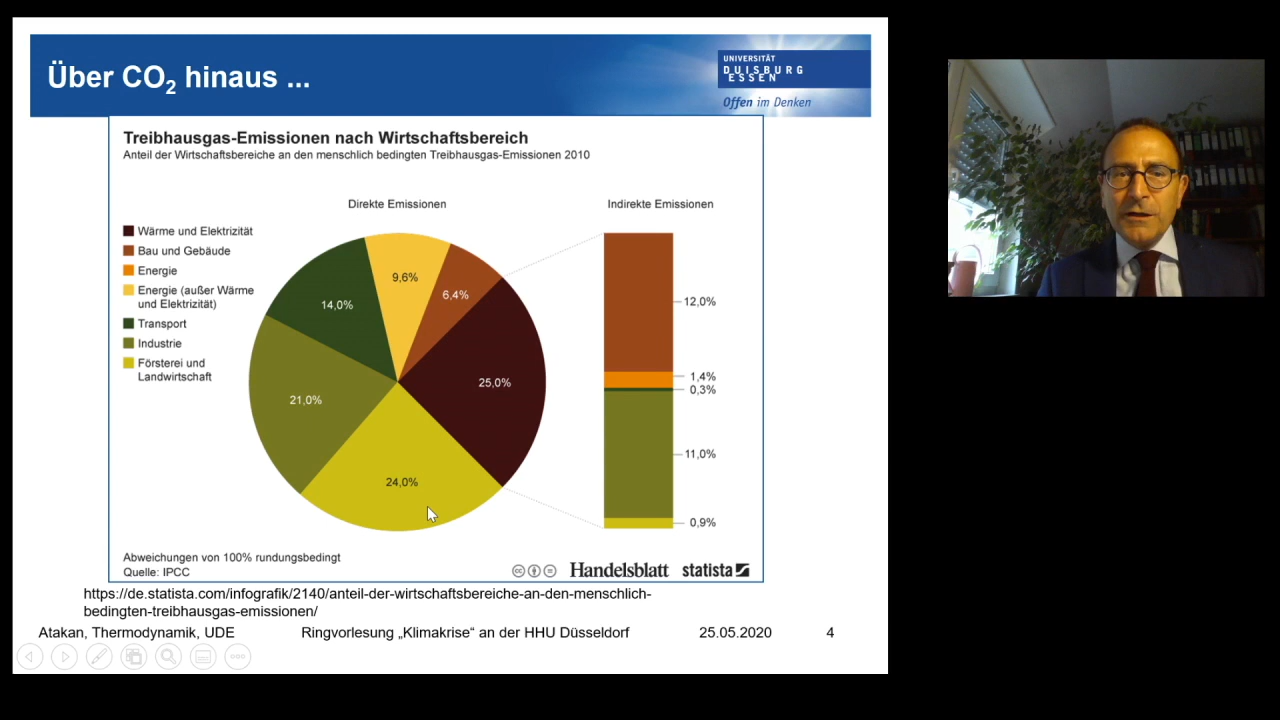 Über CO₂ hinaus ...
UNIVERSITÄT
DUISBURG
ESSEN
Offen im Denken
Treibhausgas-Emissionen nach Wirtschaftsbereich
Anteil der Wirtschaftsbereiche an den menschlich bedingten Treibhausgas-Emissionen 2010
Direkte Emissionen
Indirekte Emissionen
Wärme und Elektrizität
Bau und Gebäude
Energie
Energie (außer Wärme
und Elektrizität)
Transport
Industrie
Försterei und
Landwirtschaft
9,6%
6,4%
14,0%
25,0%
21,0%
24,0%
12,0%
1,4%
0,3%
11,0%
0,9%
Abweichungen von 100% rundungsbedingt
Quelle: IPCC
Handelsblatt statista
https://de.statista.com/infografik/2140/anteil-der-wirtschaftsbereiche-an-den-menschlich-
bedingten-treibhausgas-emissionen/
Atakan, Thermodynamik, UDE Ringvorlesung „Klimakrise“ an der HHU Düsseldorf 25.05.2020 4